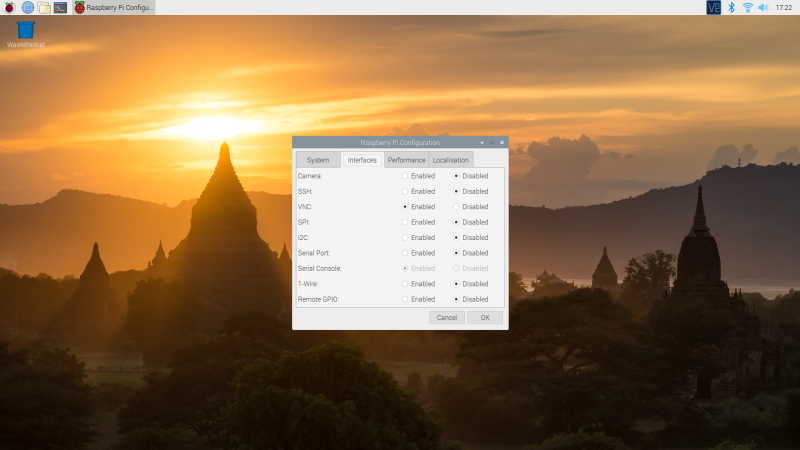 Raspberry Pi Configu...
17:22
Wastebasket
Raspberry Pi Configuration
System Interfaces Performance Localisation
Camera: Enabled Disabled
SSH: Enabled Disabled
VNC: Enabled Disabled
SPI: Enabled Disabled
I2C: Enabled Disabled
Serial Port: Enabled Disabled
Serial Console: Enabled Disabled
1-Wire: Enabled Disabled
Remote GPIO: Enabled Disabled
Cancel OK